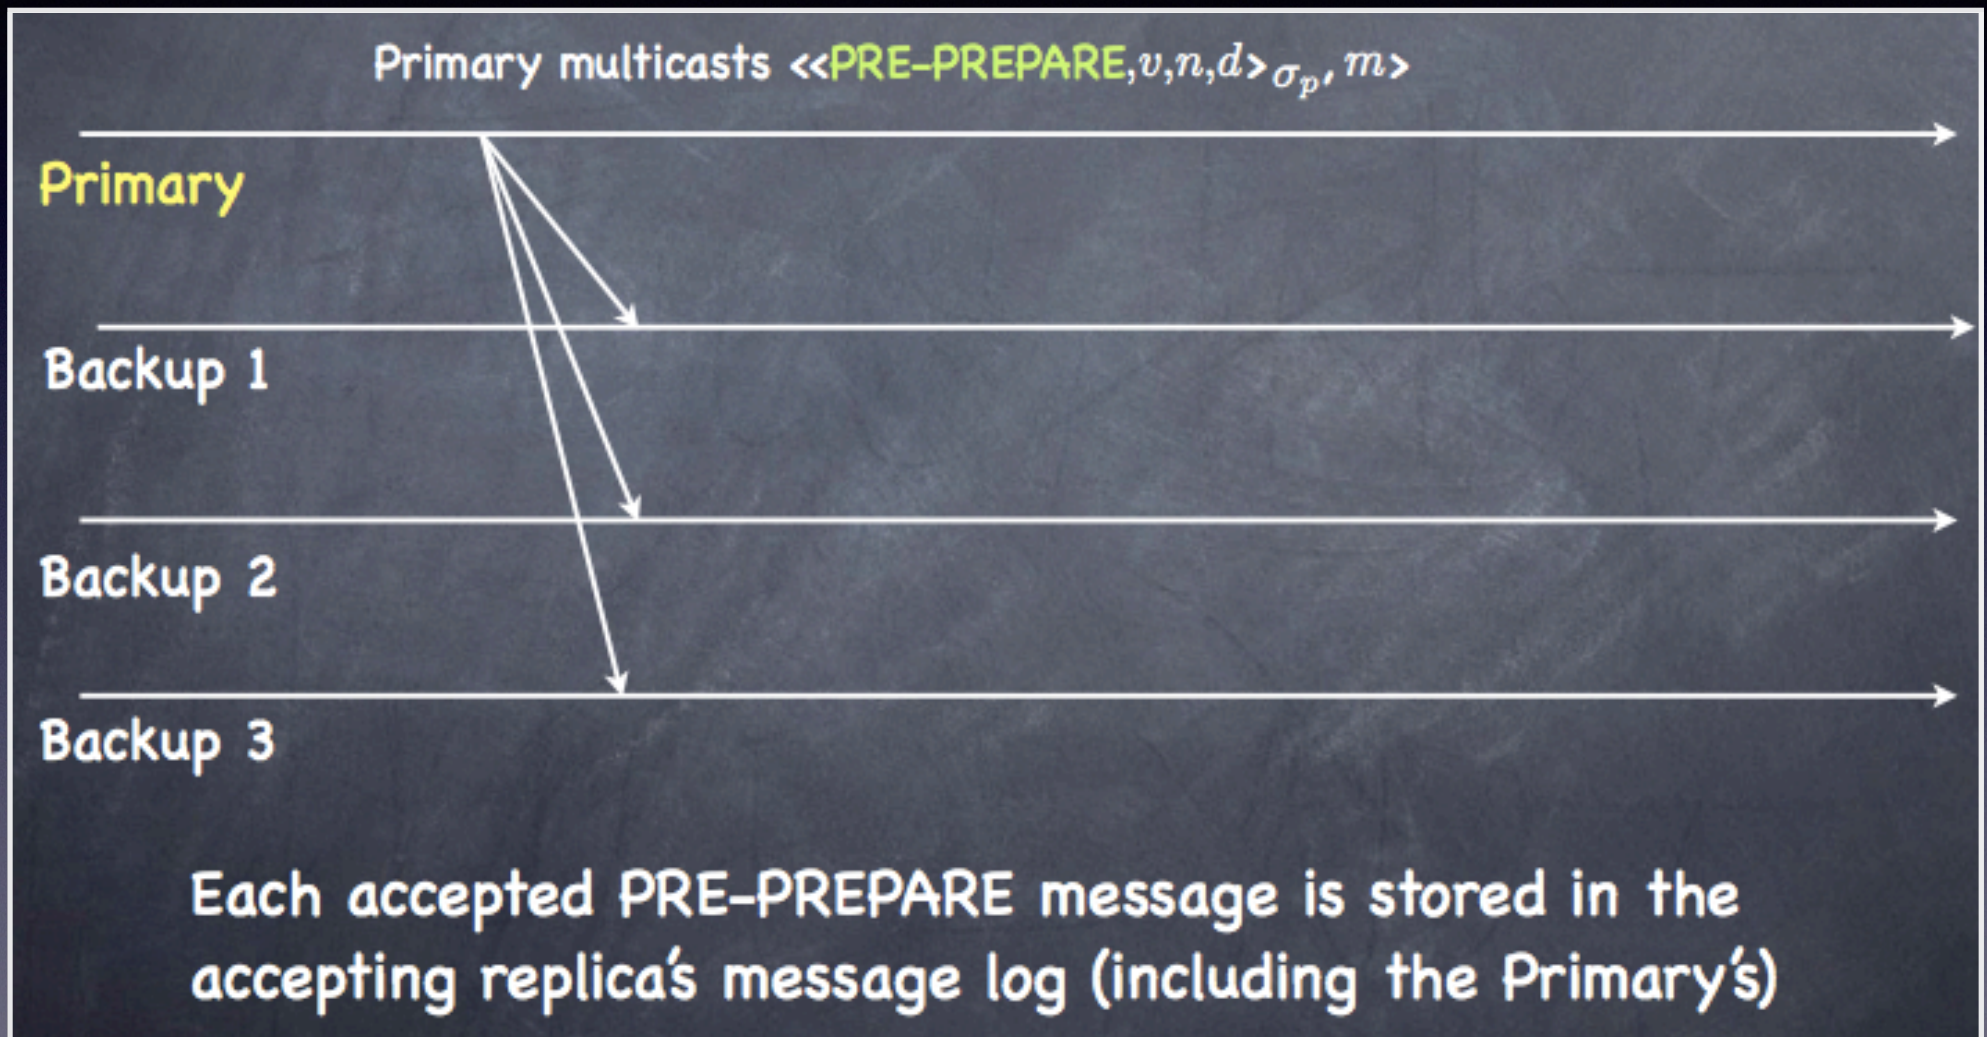 Primary multicasts <<PRE-PREPARE,v,n,d>σp, m>
Primary
Backup 1
Backup 2
Backup 3
Each accepted PRE-PREPARE message is stored in the
accepting replica's message log (including the Primary's)